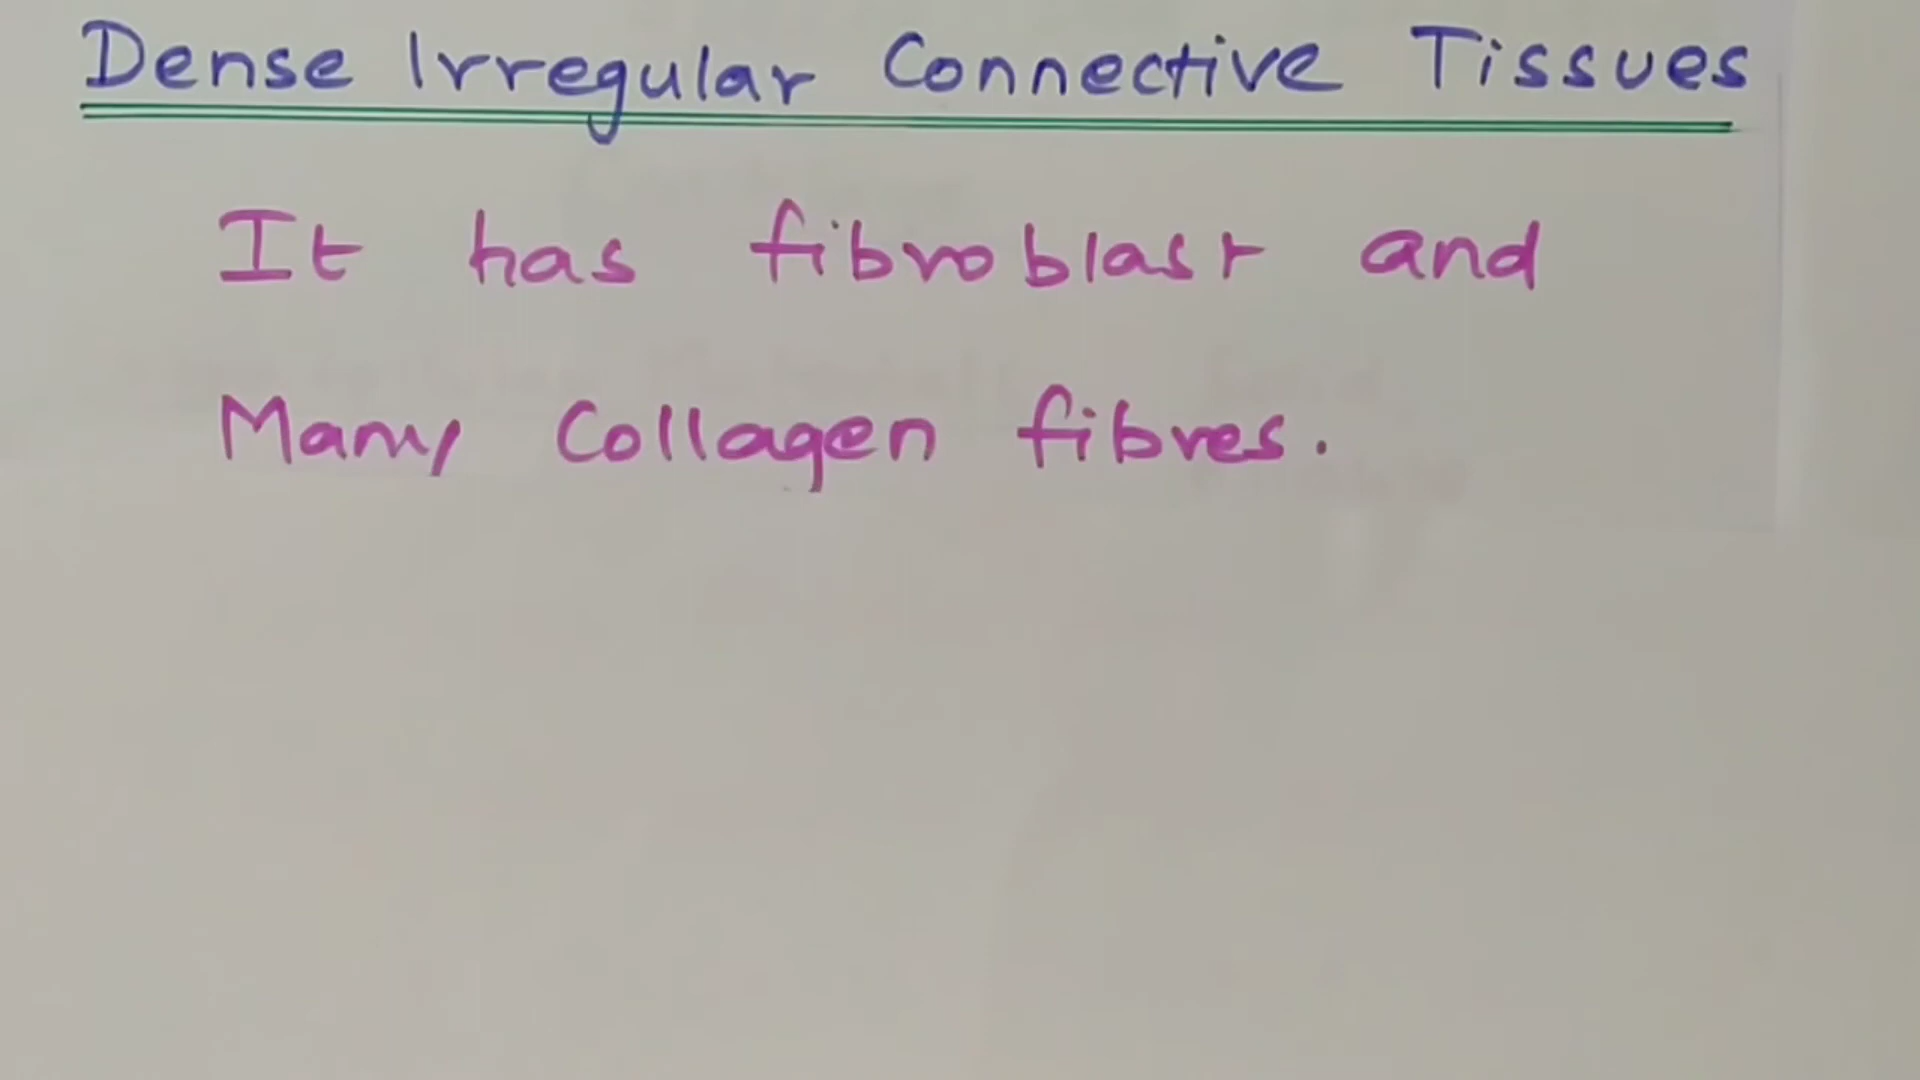 Dense Irregular Connective Tissues
It has fibroblast and
Many Collagen fibres.